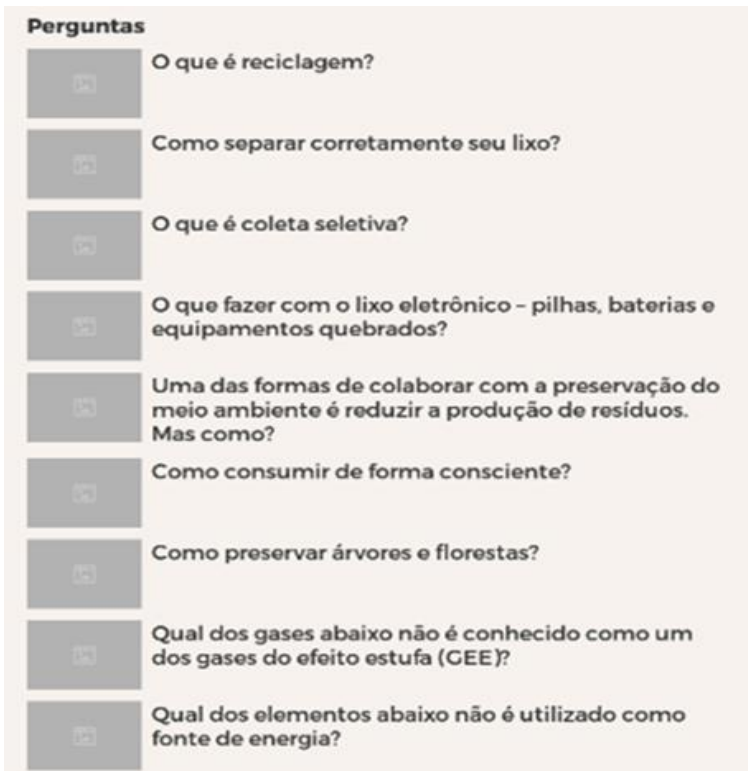 Perguntas
O que é reciclagem?
Como separar corretamente seu lixo?
O que é coleta seletiva?
O que fazer com o lixo eletrônico – pilhas, baterias e
equipamentos quebrados?
Uma das formas de colaborar com a preservação do
meio ambiente é reduzir a produção de resíduos.
Mas como?
Como consumir de forma consciente?
Como preservar árvores e florestas?
Qual dos gases abaixo não é conhecido como um
dos gases do efeito estufa (GEE)?
Qual dos elementos abaixo não é utilizado como
fonte de energia?